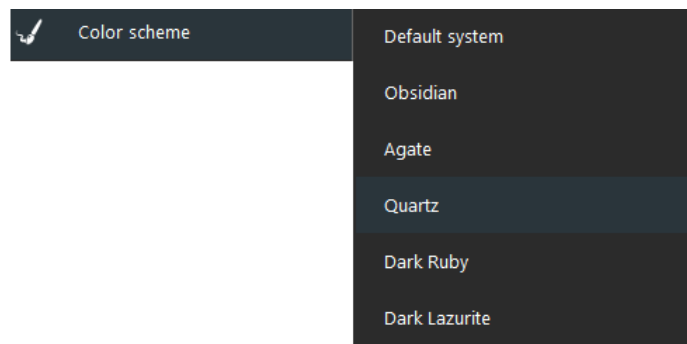 Color scheme
Default system
Obsidian
Agate
Quartz
Dark Ruby
Dark Lazurite